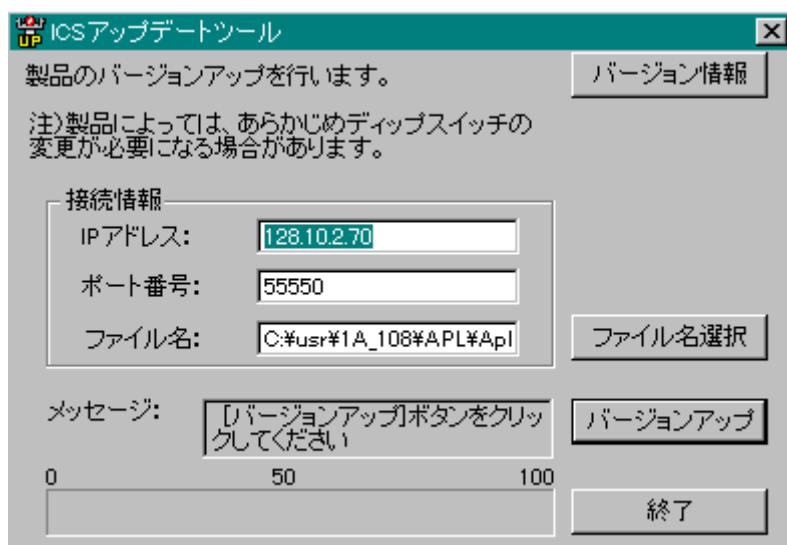 ICSアップデートツール
製品のバージョンアップを行います。
バージョン情報
注)製品によっては、あらかじめディップスイッチの
変更が必要になる場合があります。
接続情報
IPアドレス:
128.10.2.70
ポート番号:
55550
ファイル名:
C:¥usr¥1A_108¥APL¥Apl
ファイル名選択
メッセージ:
[バージョンアップ]ボタンをクリッ
クしてください
バージョンアップ
0 50 100
終了